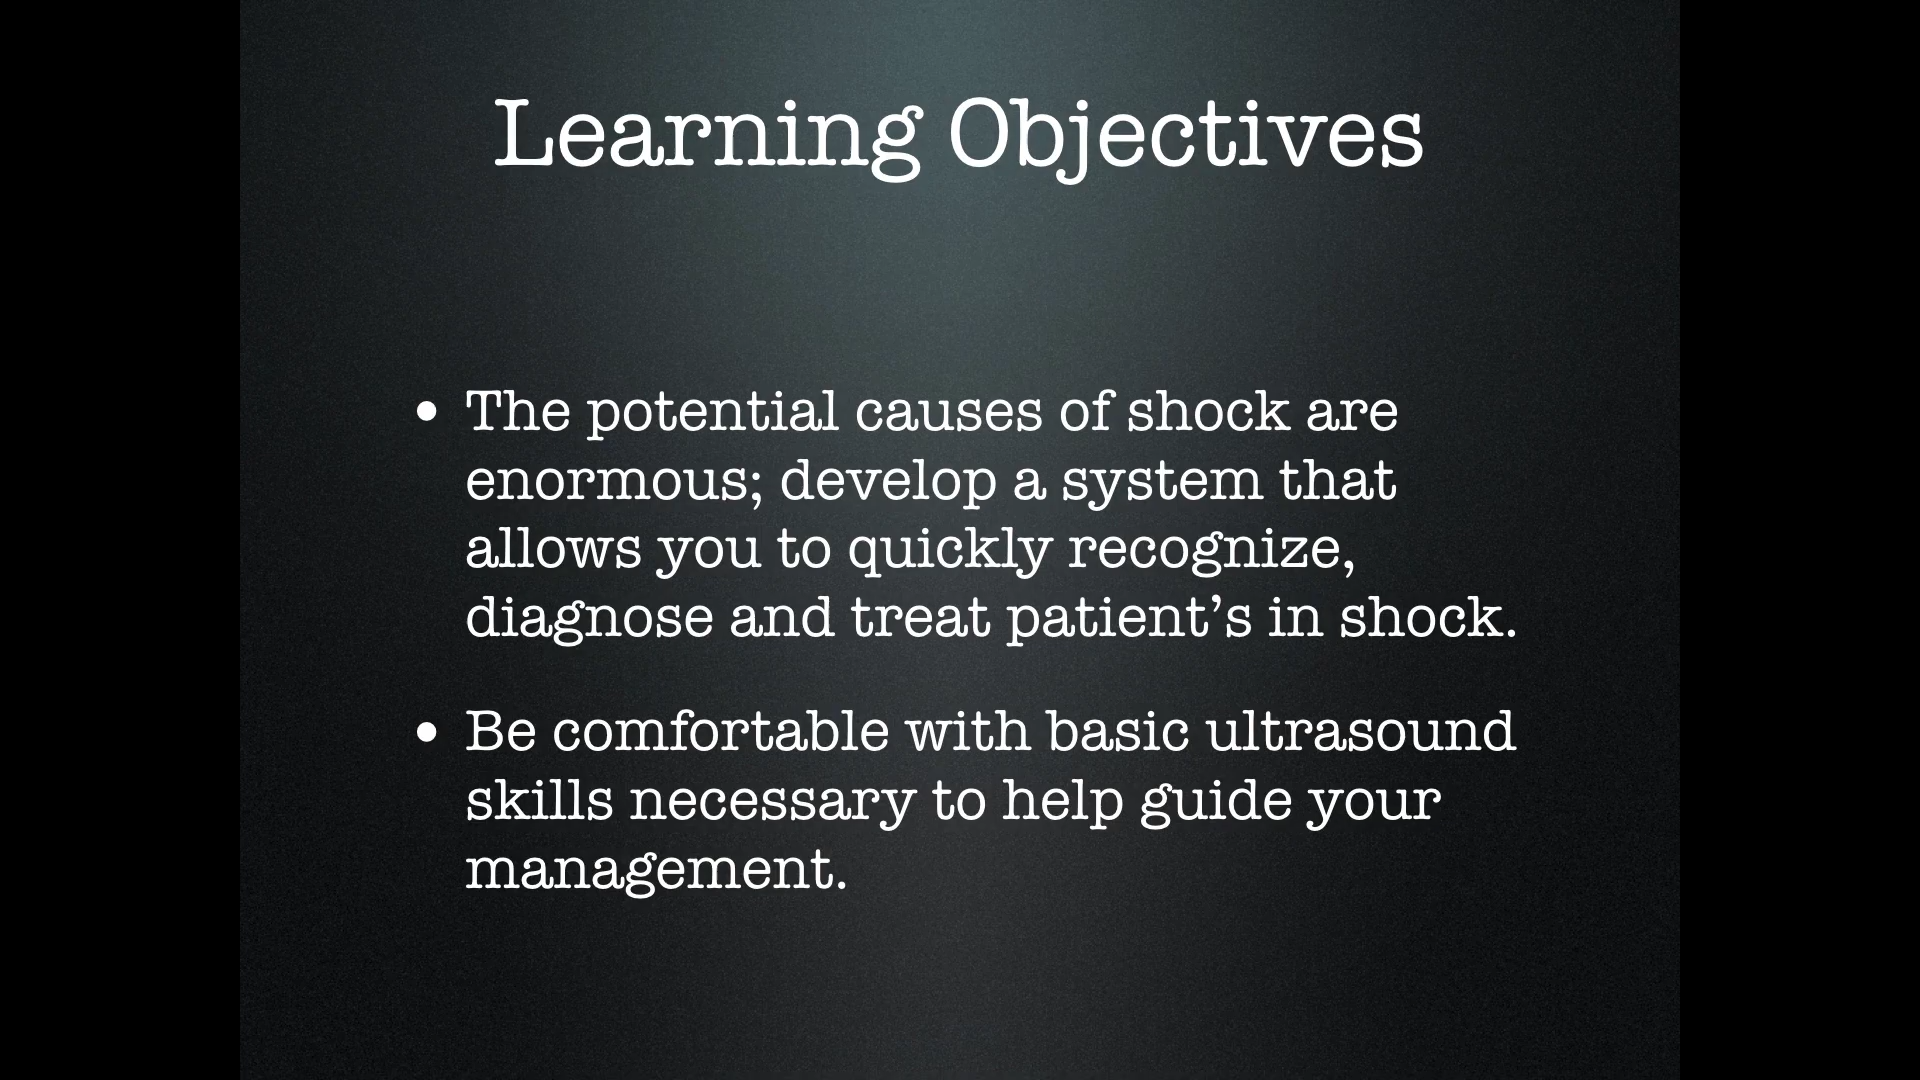 Learning Objectives
• The potential causes of shock are
enormous; develop a system that
allows you to quickly recognize,
diagnose and treat patient’s in shock.
• Be comfortable with basic ultrasound
skills necessary to help guide your
management.